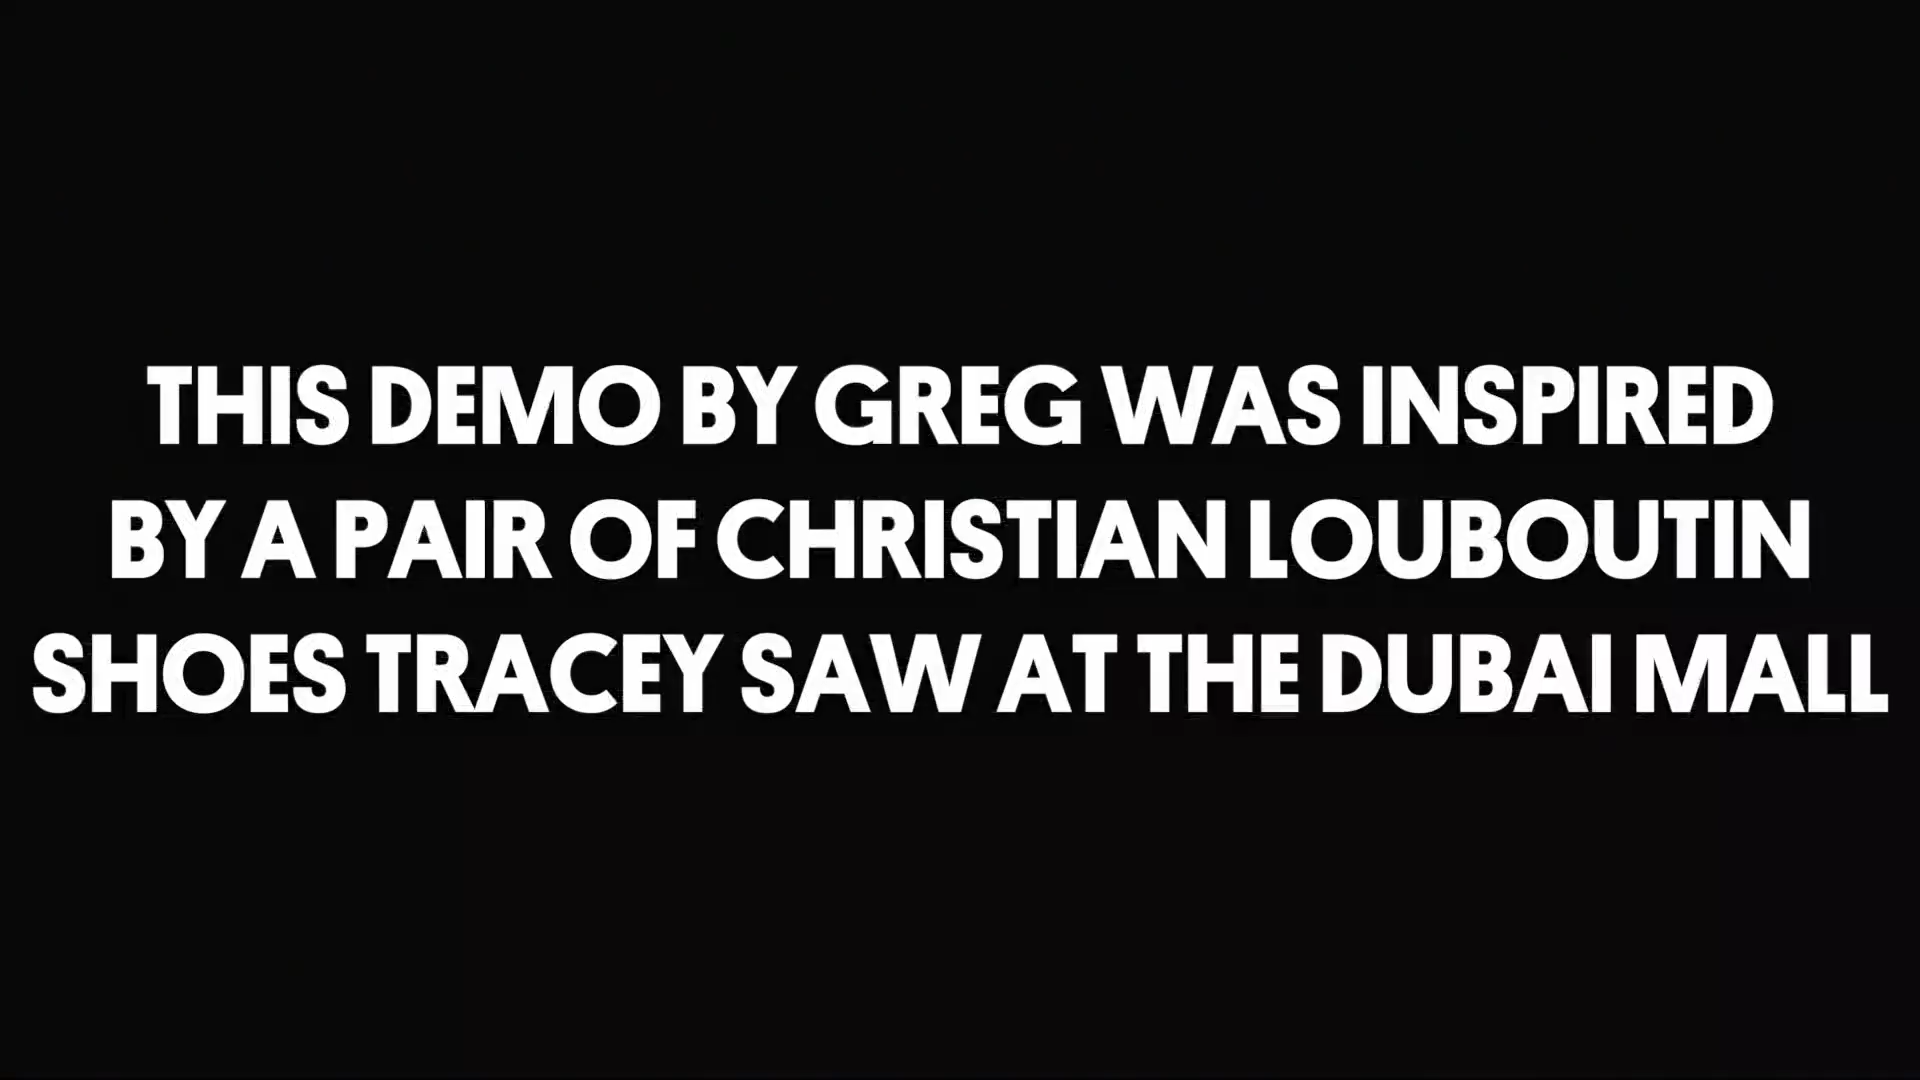 THIS DEMO BY GREG WAS INSPIRED
BY A PAIR OF CHRISTIAN LOUBOUTIN
SHOES TRACEY SAW AT THE DUBAI MALL